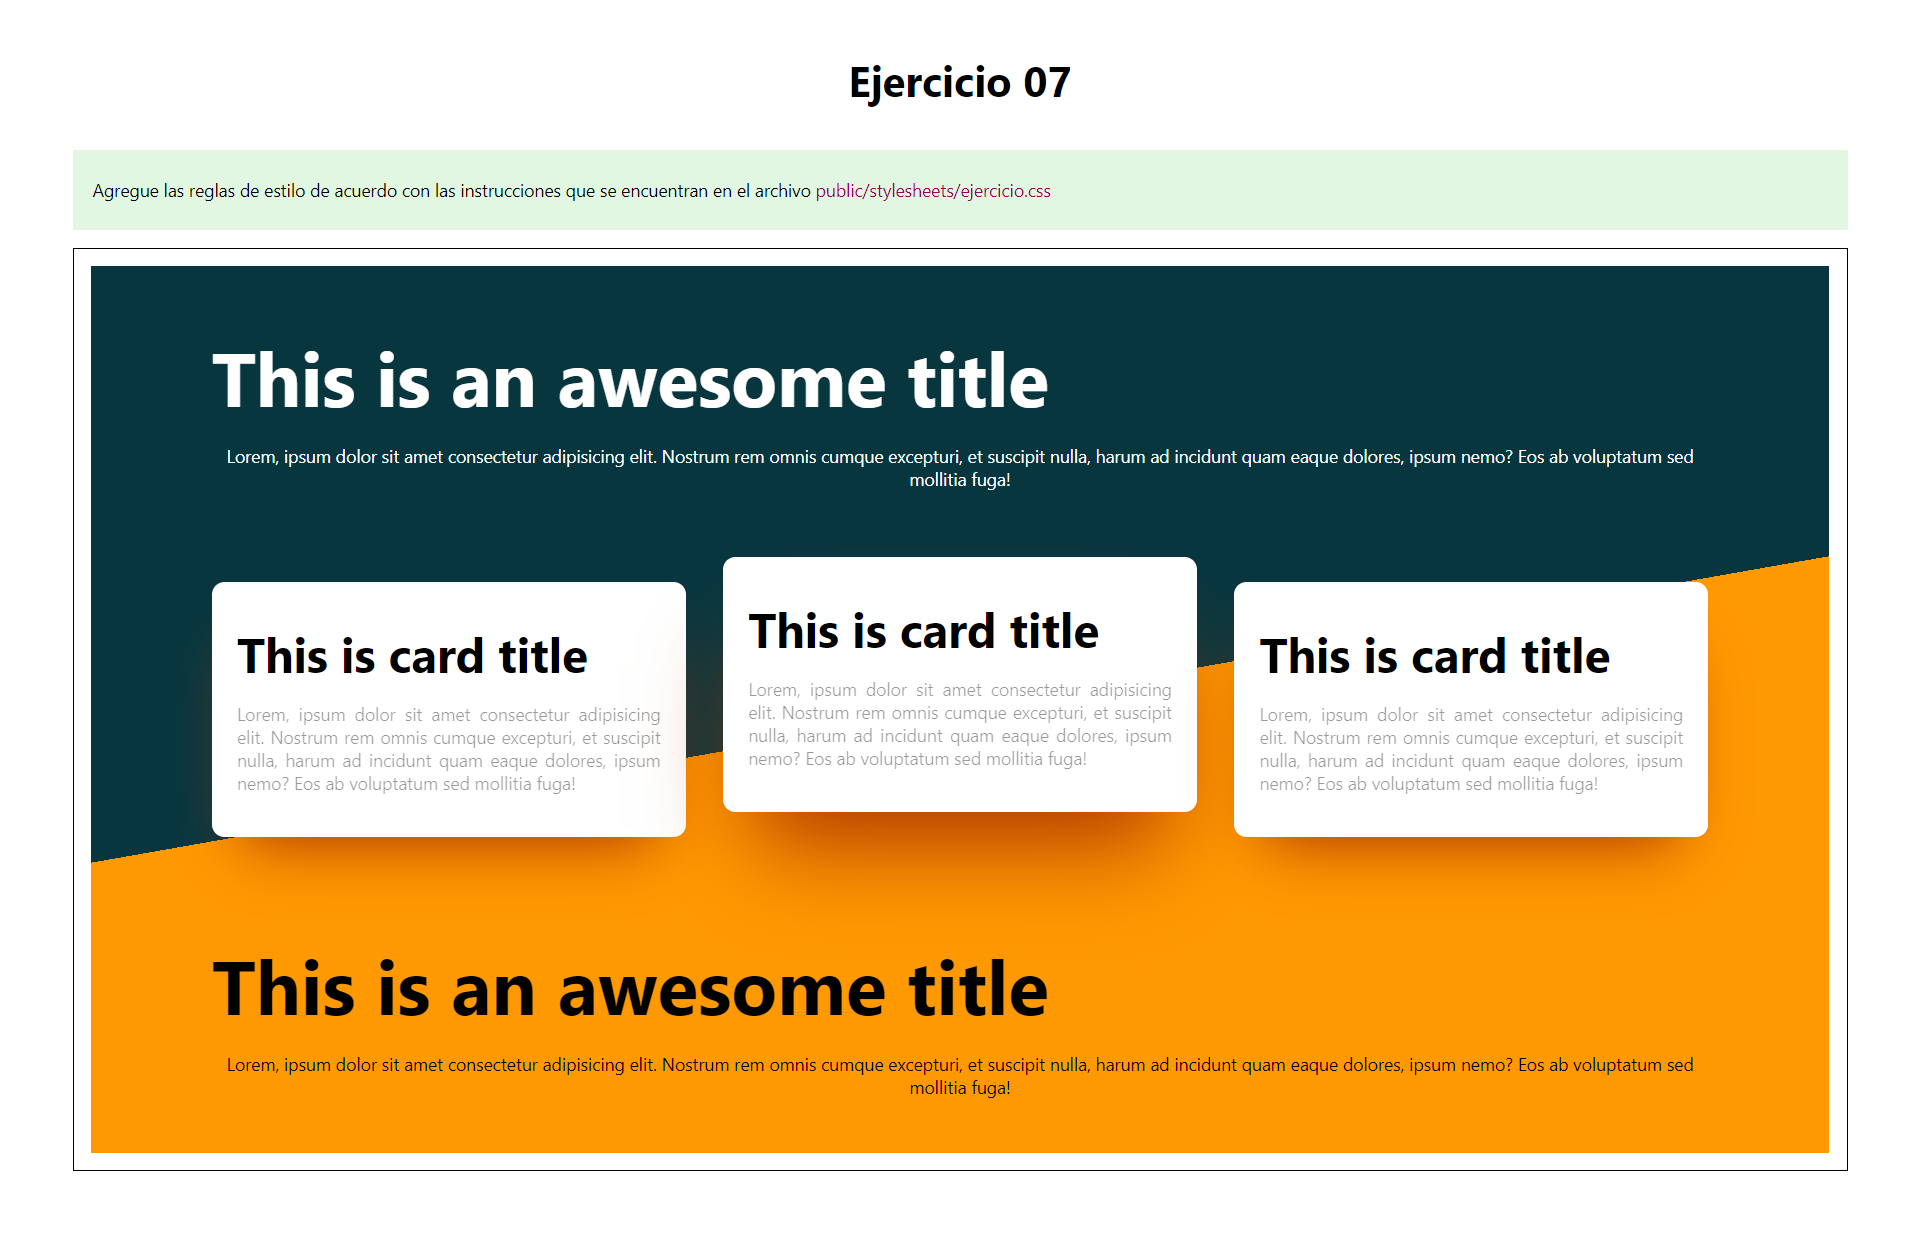 Ejercicio 07
Agregue las reglas de estilo de acuerdo con las instrucciones que se encuentran en el archivo public/stylesheets/ejercicio.css
This is an awesome title
Lorem, ipsum dolor sit amet consectetur adipisicing elit. Nostrum rem omnis cumque excepturi, et suscipit nulla, harum ad incidunt quam eaque dolores, ipsum nemo? Eos ab voluptatum sed
mollitia fuga!
This is card title
Lorem, ipsum dolor sit amet consectetur adipisicing
elit. Nostrum rem omnis cumque excepturi, et suscipit
nulla, harum ad incidunt quam eaque dolores, ipsum
nemo? Eos ab voluptatum sed mollitia fuga!
This is card title
Lorem, ipsum dolor sit amet consectetur adipisicing
elit. Nostrum rem omnis cumque excepturi, et suscipit
nulla, harum ad incidunt quam eaque dolores, ipsum
nemo? Eos ab voluptatum sed mollitia fuga!
This is card title
Lorem, ipsum dolor sit amet consectetur adipisicing
elit. Nostrum rem omnis cumque excepturi, et suscipit
nulla, harum ad incidunt quam eaque dolores, ipsum
nemo? Eos ab voluptatum sed mollitia fuga!
This is an awesome title
Lorem, ipsum dolor sit amet consectetur adipisicing elit. Nostrum rem omnis cumque excepturi, et suscipit nulla, harum ad incidunt quam eaque dolores, ipsum nemo? Eos ab voluptatum sed
mollitia fuga!